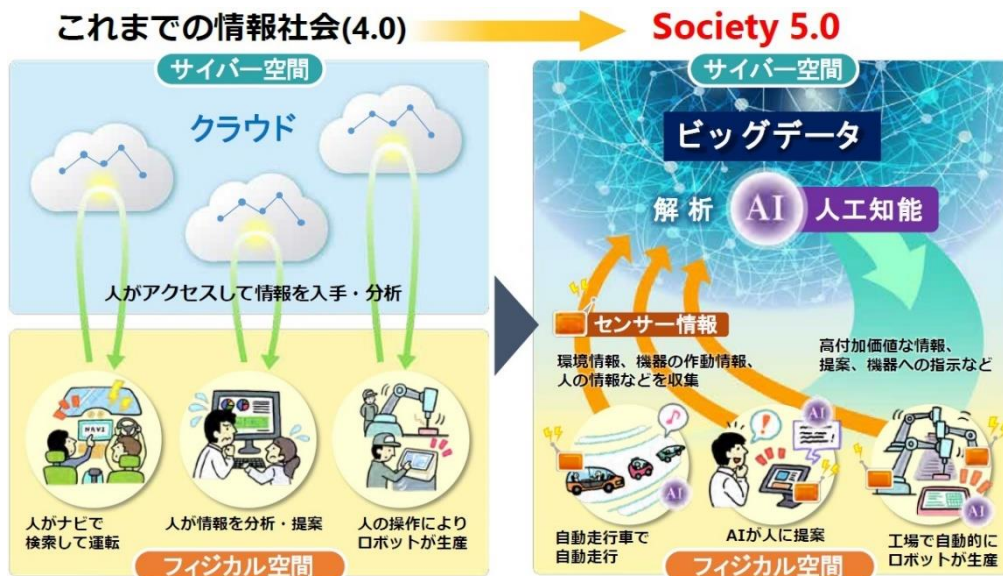 これまでの情報社会(4.0)
Society 5.0
サイバー空間
クラウド
人がアクセスして情報を入手・分析
NAVI
人がナビで
検索して運転
人が情報を分析・提案
人の操作により
ロボットが生産
フィジカル空間
サイバー空間
ビッグデータ
解析 AI 人工知能
センサー情報
環境情報、機器の作動情報、
人の情報などを収集
高付加価値な情報、
提案、機器への指示など
AI
自動走行車で
自動走行
AI
AIが人に提案
AI
工場で自動的に
ロボットが生産
フィジカル空間